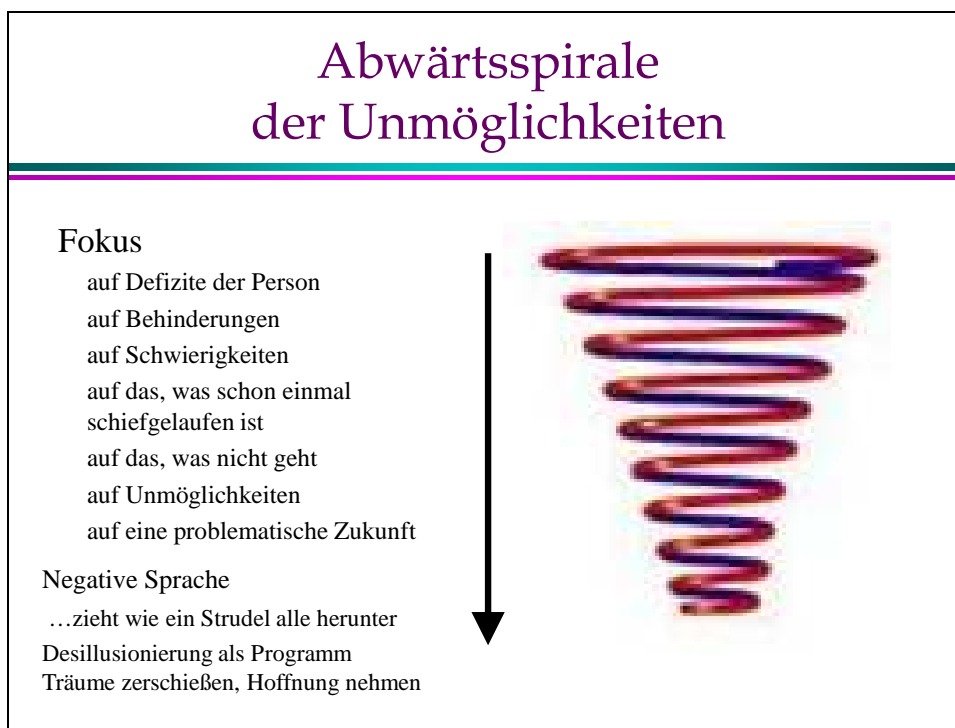 Abwärtsspirale
der Unmöglichkeiten
Fokus
auf Defizite der Person
auf Behinderungen
auf Schwierigkeiten
auf das, was schon einmal
schiefgelaufen ist
auf das, was nicht geht
auf Unmöglichkeiten
auf eine problematische Zukunft
Negative Sprache
…zieht wie ein Strudel alle herunter
Desillusionierung als Programm
Träume zerschießen, Hoffnung nehmen